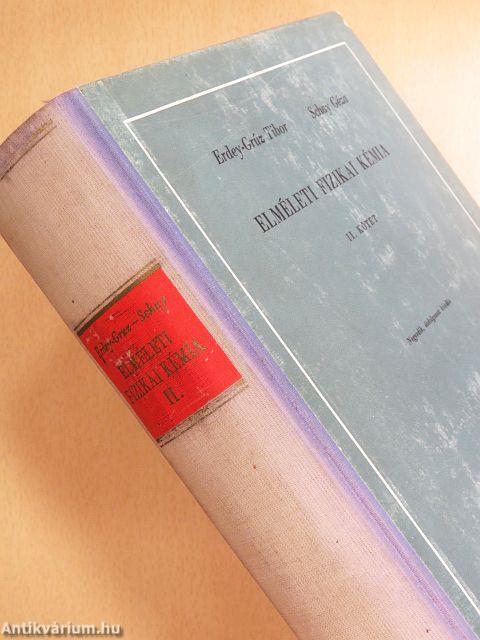 Erdey-Grúz Tibor Schay Géza
ELMÉLETI FIZIKAI KÉMIA
II. KÖTET
Negyedik, átdolgozott kiadás
Erdey-Grúz—Schay
ELMÉLETI
FIZIKAI KÉMIA
II.
Antikvárium.hu